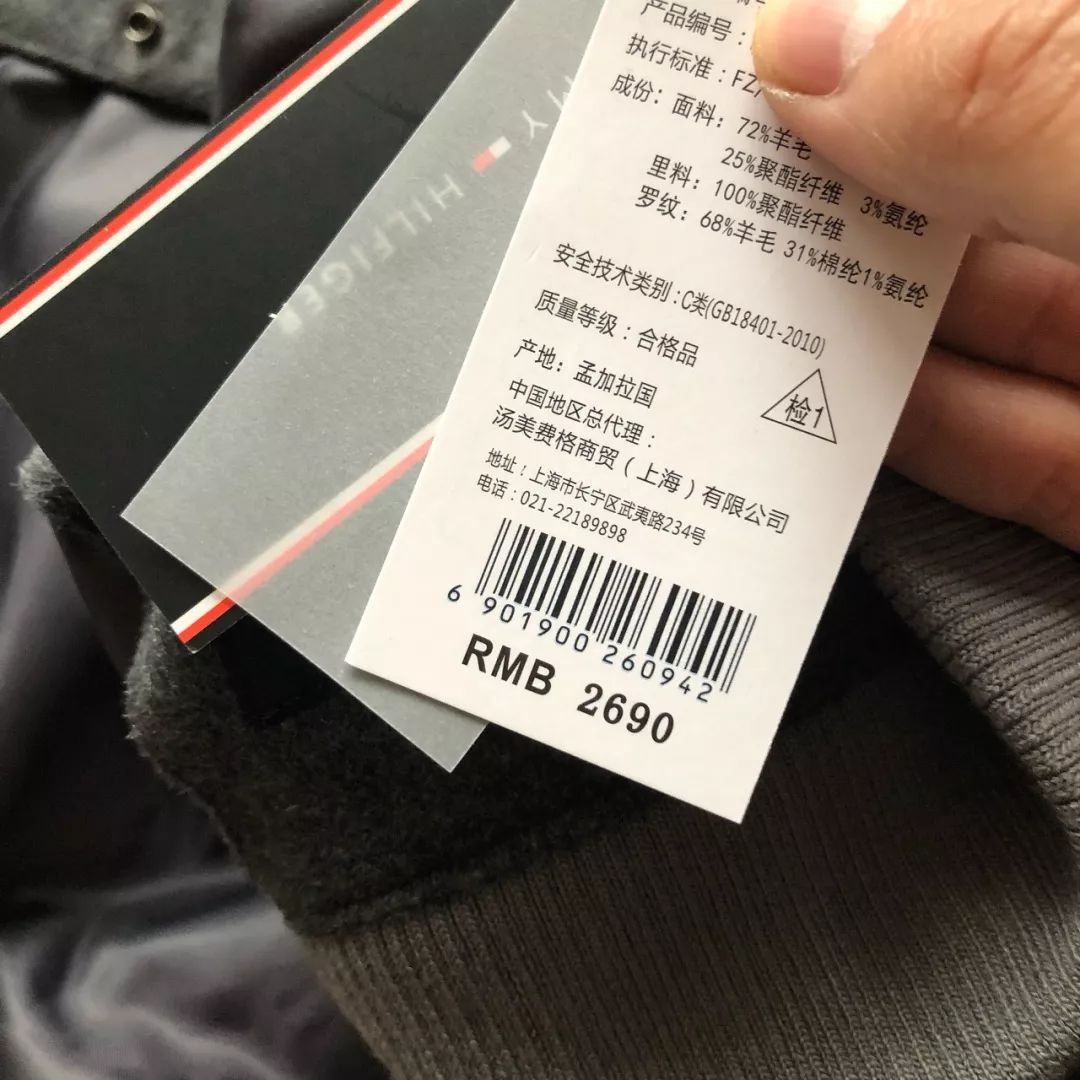 产品编号：
执行标准：FZ/
成份：面料：72%羊毛
25%聚酯纤维 3%氨纶
里料：100%聚酯纤维
罗纹：68%羊毛 31%棉纶1%氨纶
安全技术类别：C类(GB18401-2010)
质量等级：合格品
产地：孟加拉国
检1
中国地区总代理：
汤美费格商贸（上海）有限公司
地址：上海市长宁区武夷路234号
电话：021-22189898
6 901900 260942
RMB 2690
HILFIGER